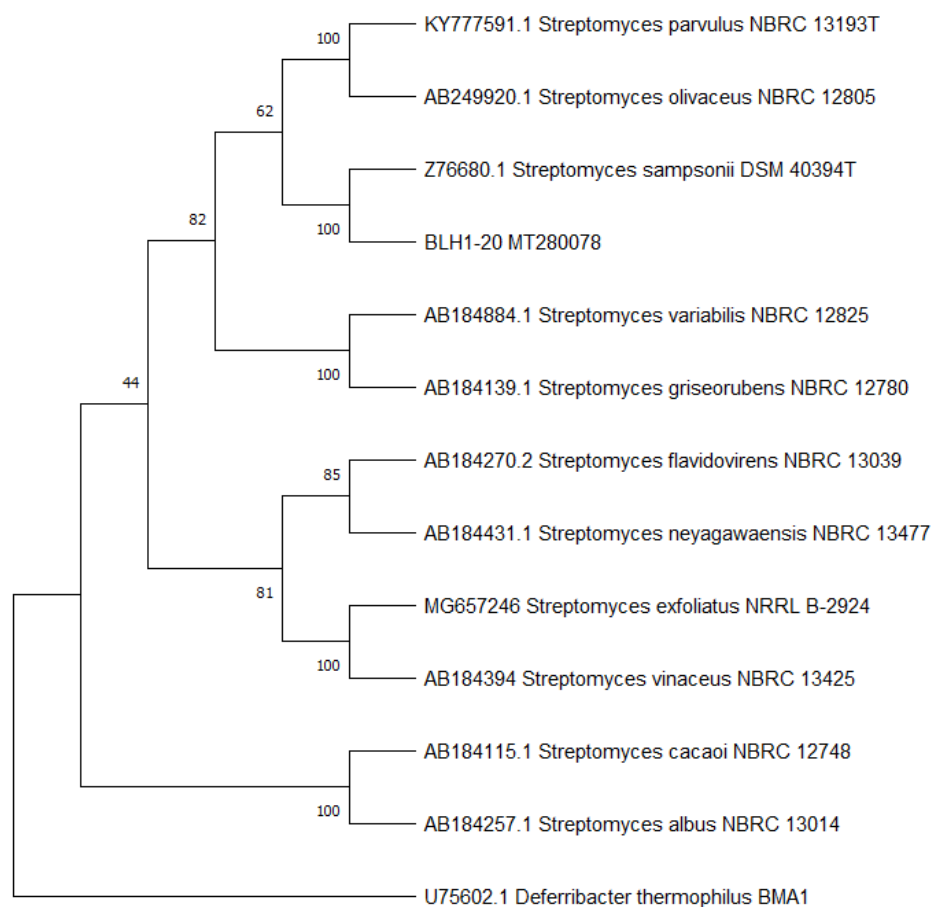 KY777591.1 Streptomyces parvulus NBRC 13193T
100
AB249920.1 Streptomyces olivaceus NBRC 12805
62
Z76680.1 Streptomyces sampsonii DSM 40394T
82
100
BLH1-20 MT280078
AB184884.1 Streptomyces variabilis NBRC 12825
44
100
AB184139.1 Streptomyces griseorubens NBRC 12780
AB184270.2 Streptomyces flavidovirens NBRC 13039
85
AB184431.1 Streptomyces neyagawaensis NBRC 13477
81
MG657246 Streptomyces exfoliatus NRRL B-2924
100
AB184394 Streptomyces vinaceus NBRC 13425
AB184115.1 Streptomyces cacaoi NBRC 12748
100
AB184257.1 Streptomyces albus NBRC 13014
U75602.1 Deferribacter thermophilus BMA1